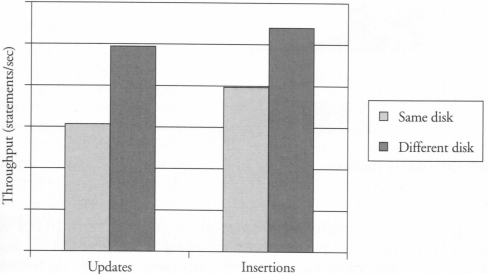 Throughput (statements/sec)
Same disk
Different disk
Updates
Insertions